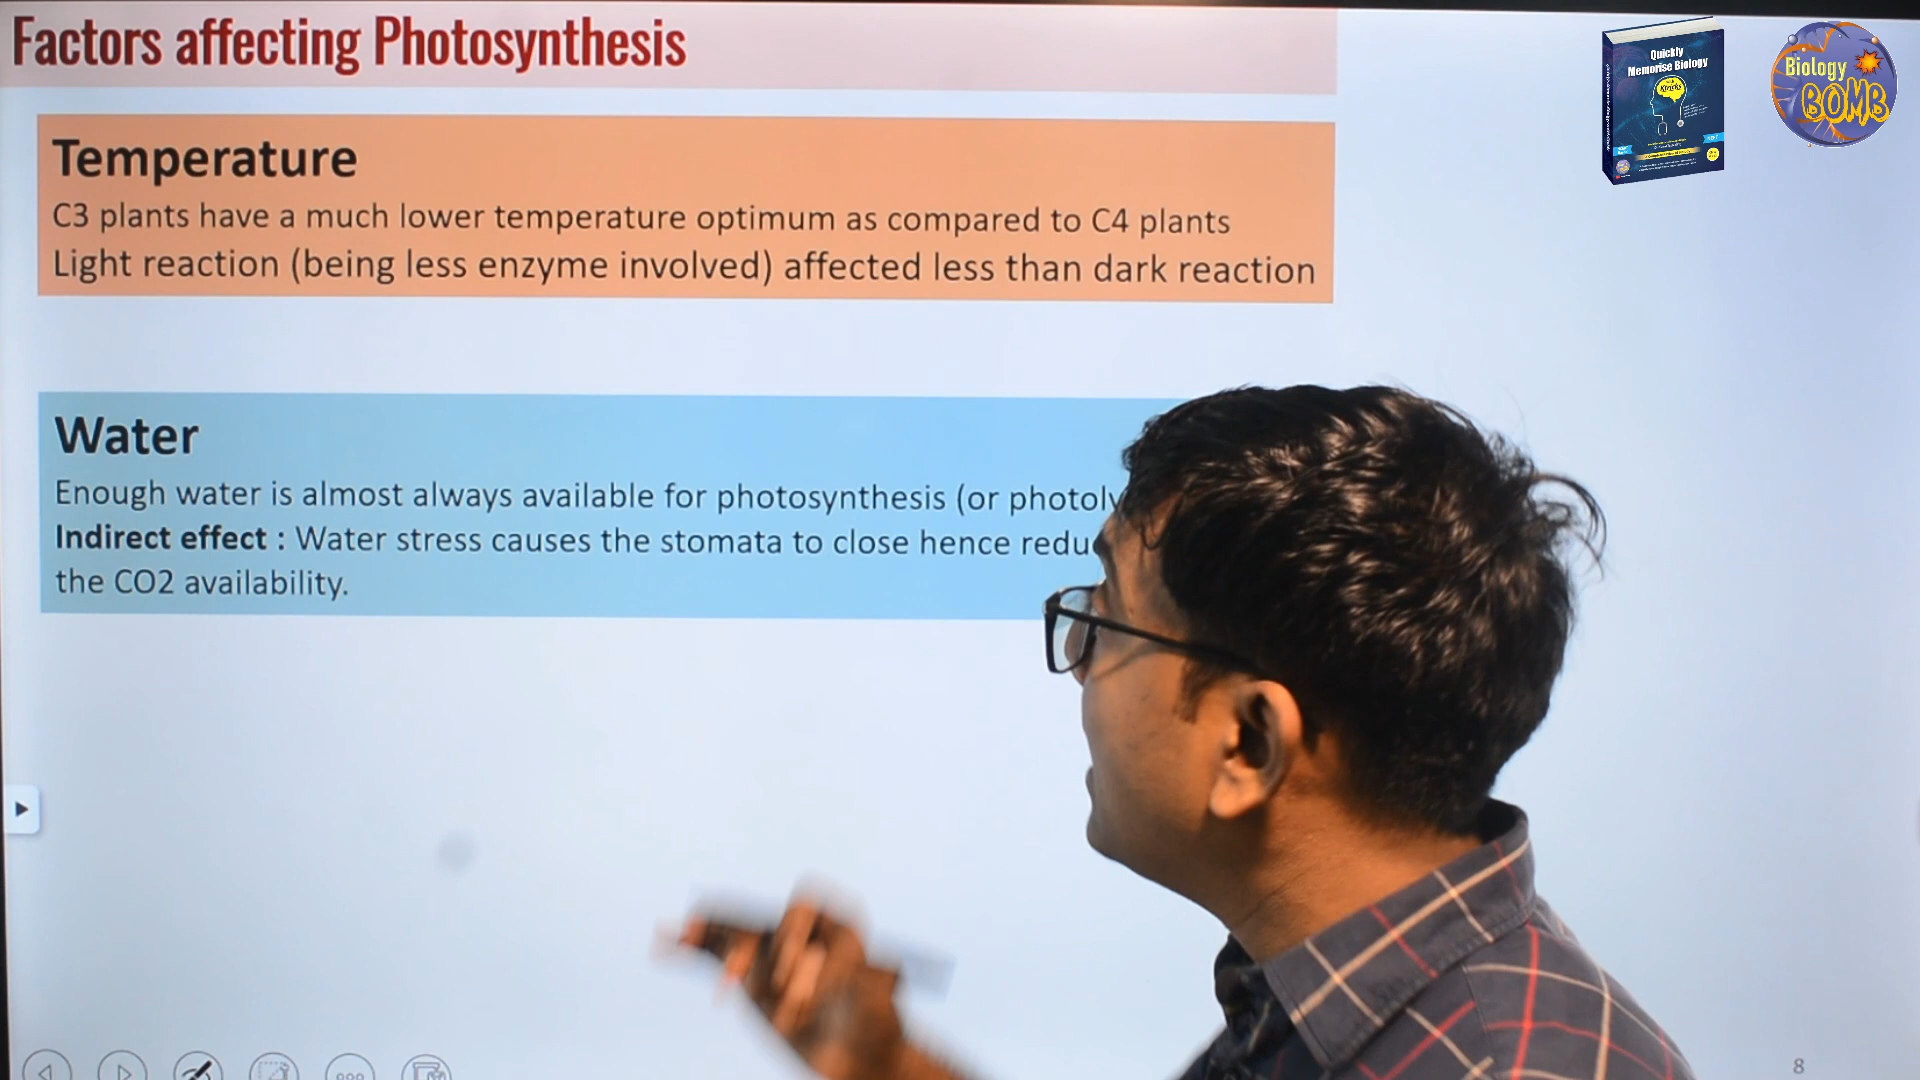 Factors affecting Photosynthesis
Temperature
C3 plants have a much lower temperature optimum as compared to C4 plants
Light reaction (being less enzyme involved) affected less than dark reaction
Water
Enough water is almost always available for photosynthesis (or
Indirect effect : Water stress causes the stomata to close hence
the CO2 availability.
Quickly
Memorise Biology
Biology
BOMB
8